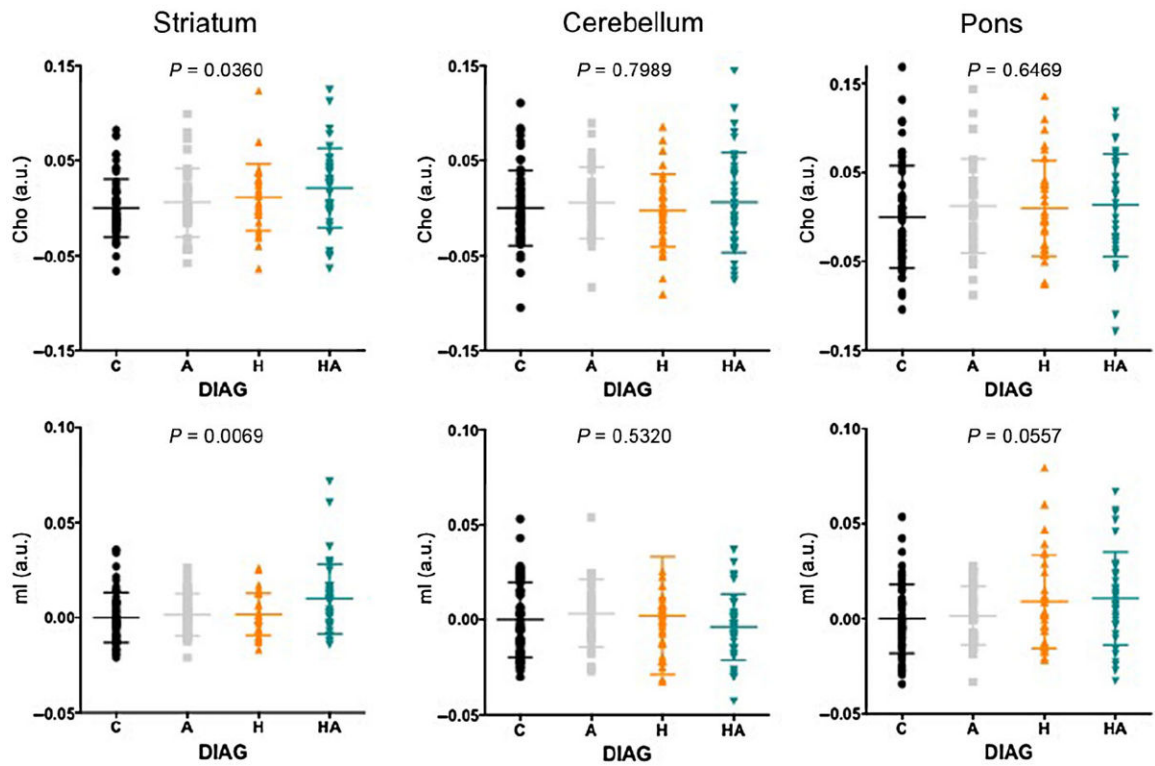 Striatum
Cerebellum
Pons
P = 0.0360
0.15
0.05
–0.05
–0.15
Cho (a.u.)
C A H HA
DIAG
P = 0.7989
0.15
0.05
–0.05
–0.15
Cho (a.u.)
C A H HA
DIAG
P = 0.6469
0.15
0.05
–0.05
–0.15
Cho (a.u.)
C A H HA
DIAG
P = 0.0069
0.10
0.05
0.00
–0.05
mI (a.u.)
C A H HA
DIAG
P = 0.5320
0.10
0.05
0.00
–0.05
mI (a.u.)
C A H HA
DIAG
P = 0.0557
0.10
0.05
0.00
–0.05
mI (a.u.)
C A H HA
DIAG